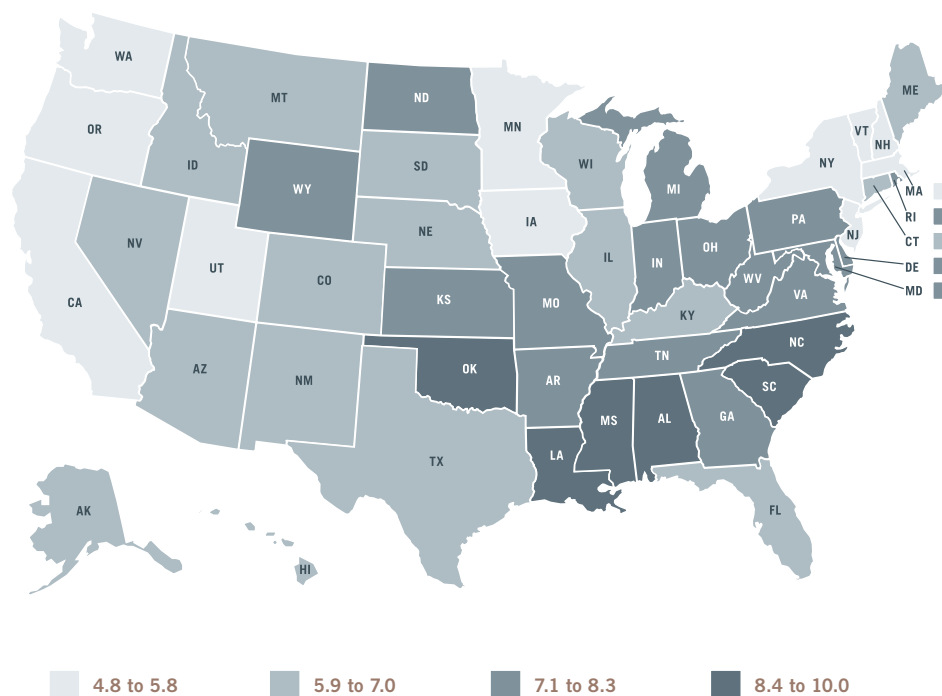 WA
MT
ND
MN
ME
OR
ID
SD
WI
VT
NH
NY
WY
MI
MA
RI
NV
NE
IA
PA
NJ
CT
UT
CO
IL
IN
OH
DE
CA
KS
MO
WV
VA
MD
KY
AZ
NM
OK
AR
TN
NC
SC
TX
LA
MS
AL
GA
AK
HI
FL
4.8 to 5.8
5.9 to 7.0
7.1 to 8.3
8.4 to 10.0